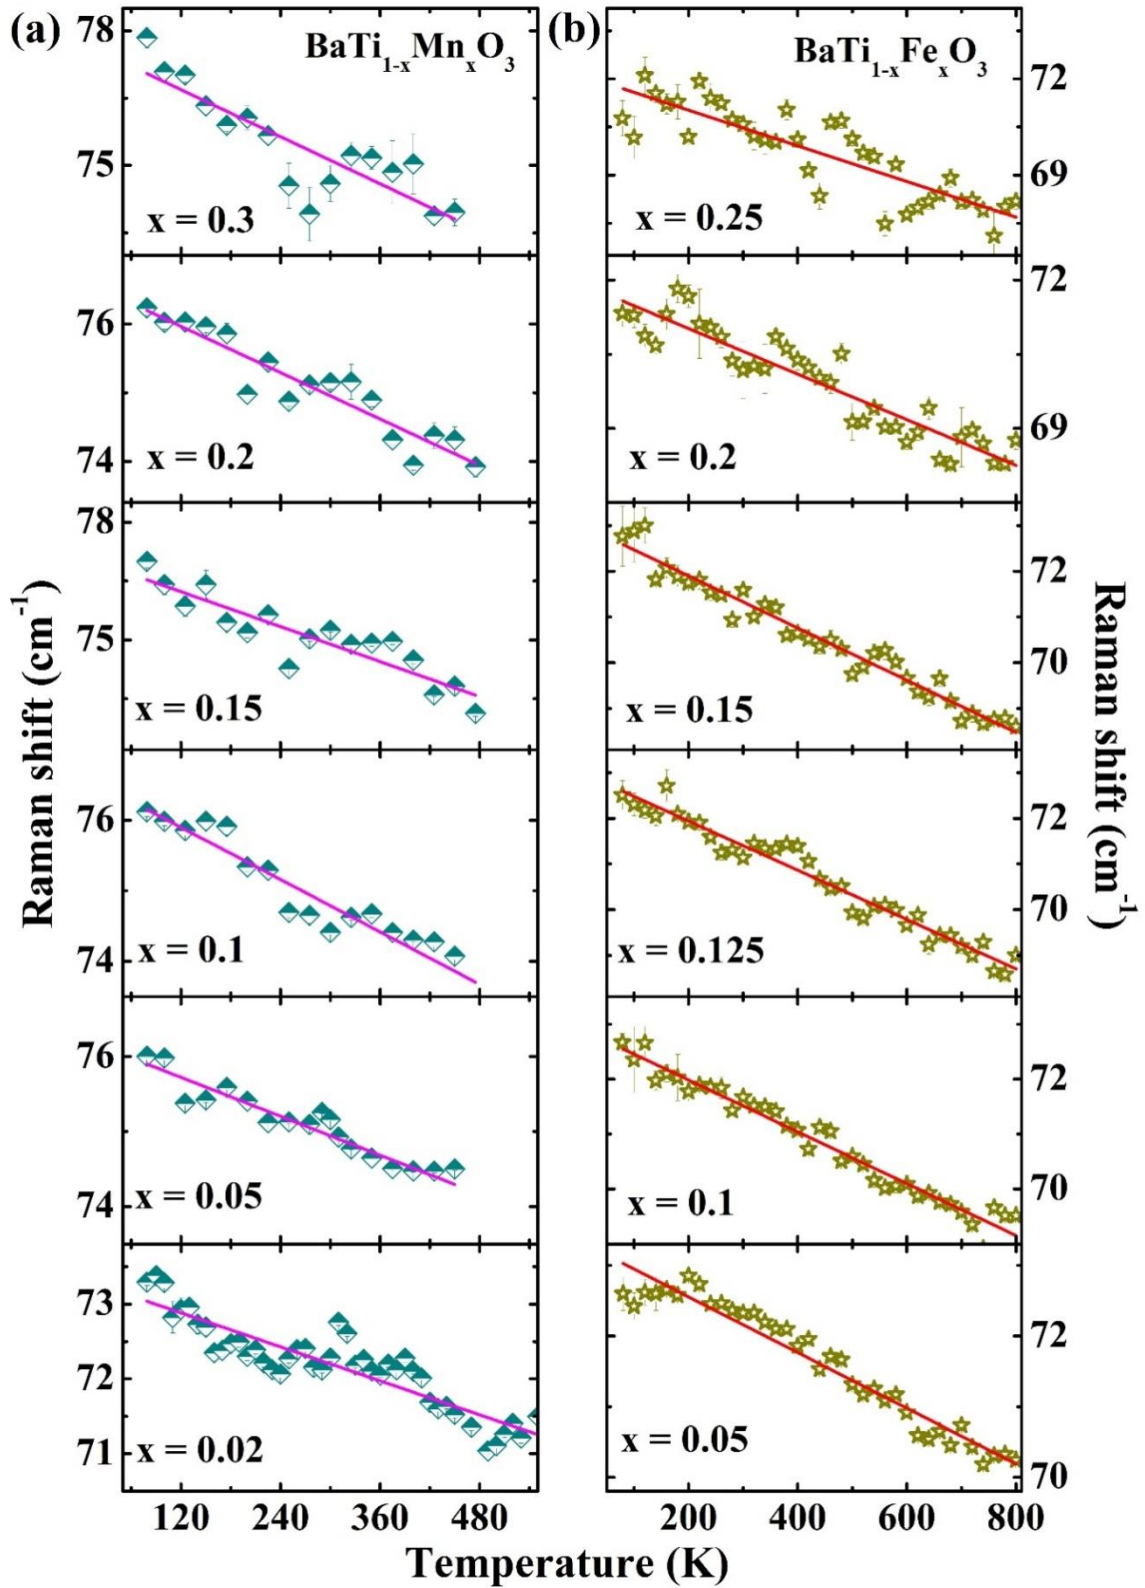 (a)
BaTi1-xMnxO3
78
75
x = 0.3
76
74
x = 0.2
78
75
x = 0.15
76
74
x = 0.1
76
74
x = 0.05
73
72
71
x = 0.02
120 240 360 480
Raman shift (cm-1)
(b)
BaTi1-xFexO3
72
69
x = 0.25
72
69
x = 0.2
72
70
x = 0.15
72
70
x = 0.125
72
70
x = 0.1
72
70
x = 0.05
200 400 600 800
Raman shift (cm-1)
Temperature (K)